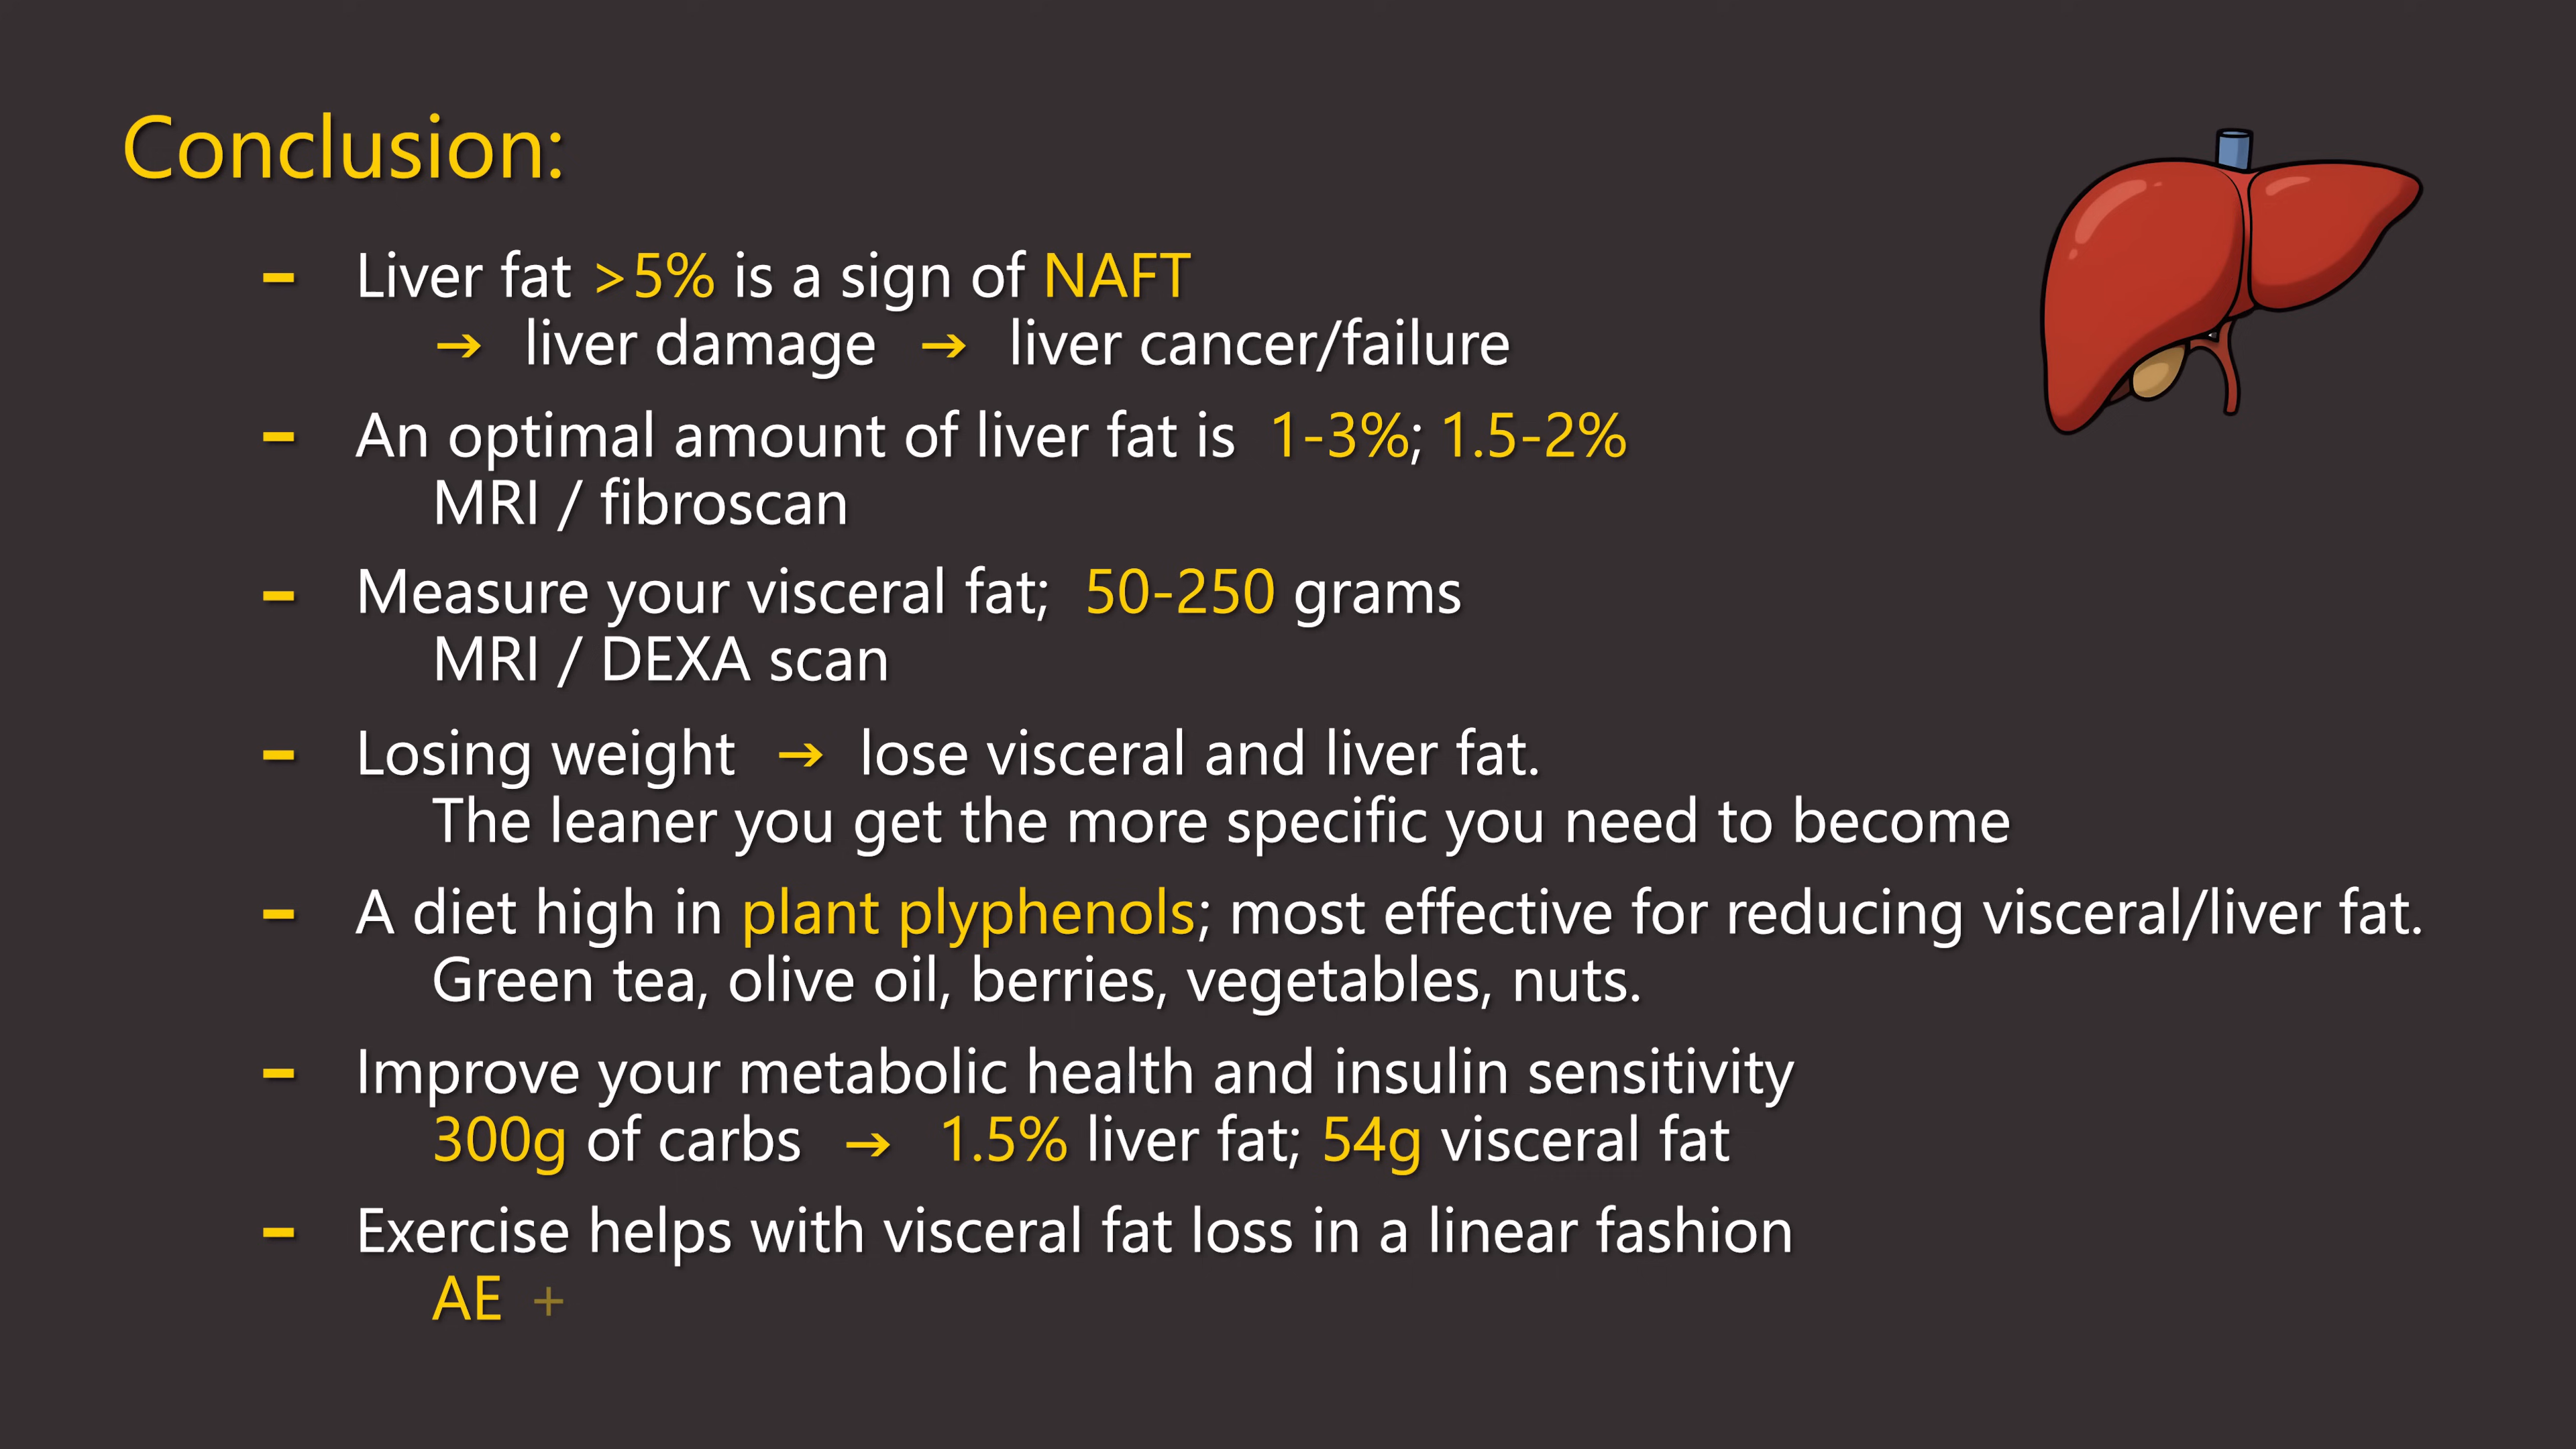 Conclusion:
- Liver fat >5% is a sign of NAFT
→ liver damage → liver cancer/failure
- An optimal amount of liver fat is 1-3%; 1.5-2%
MRI / fibroscan
- Measure your visceral fat; 50-250 grams
MRI / DEXA scan
- Losing weight → lose visceral and liver fat.
The leaner you get the more specific you need to become
- A diet high in plant plyphenols; most effective for reducing visceral/liver fat.
Green tea, olive oil, berries, vegetables, nuts.
- Improve your metabolic health and insulin sensitivity
300g of carbs → 1.5% liver fat; 54g visceral fat
- Exercise helps with visceral fat loss in a linear fashion
AE +